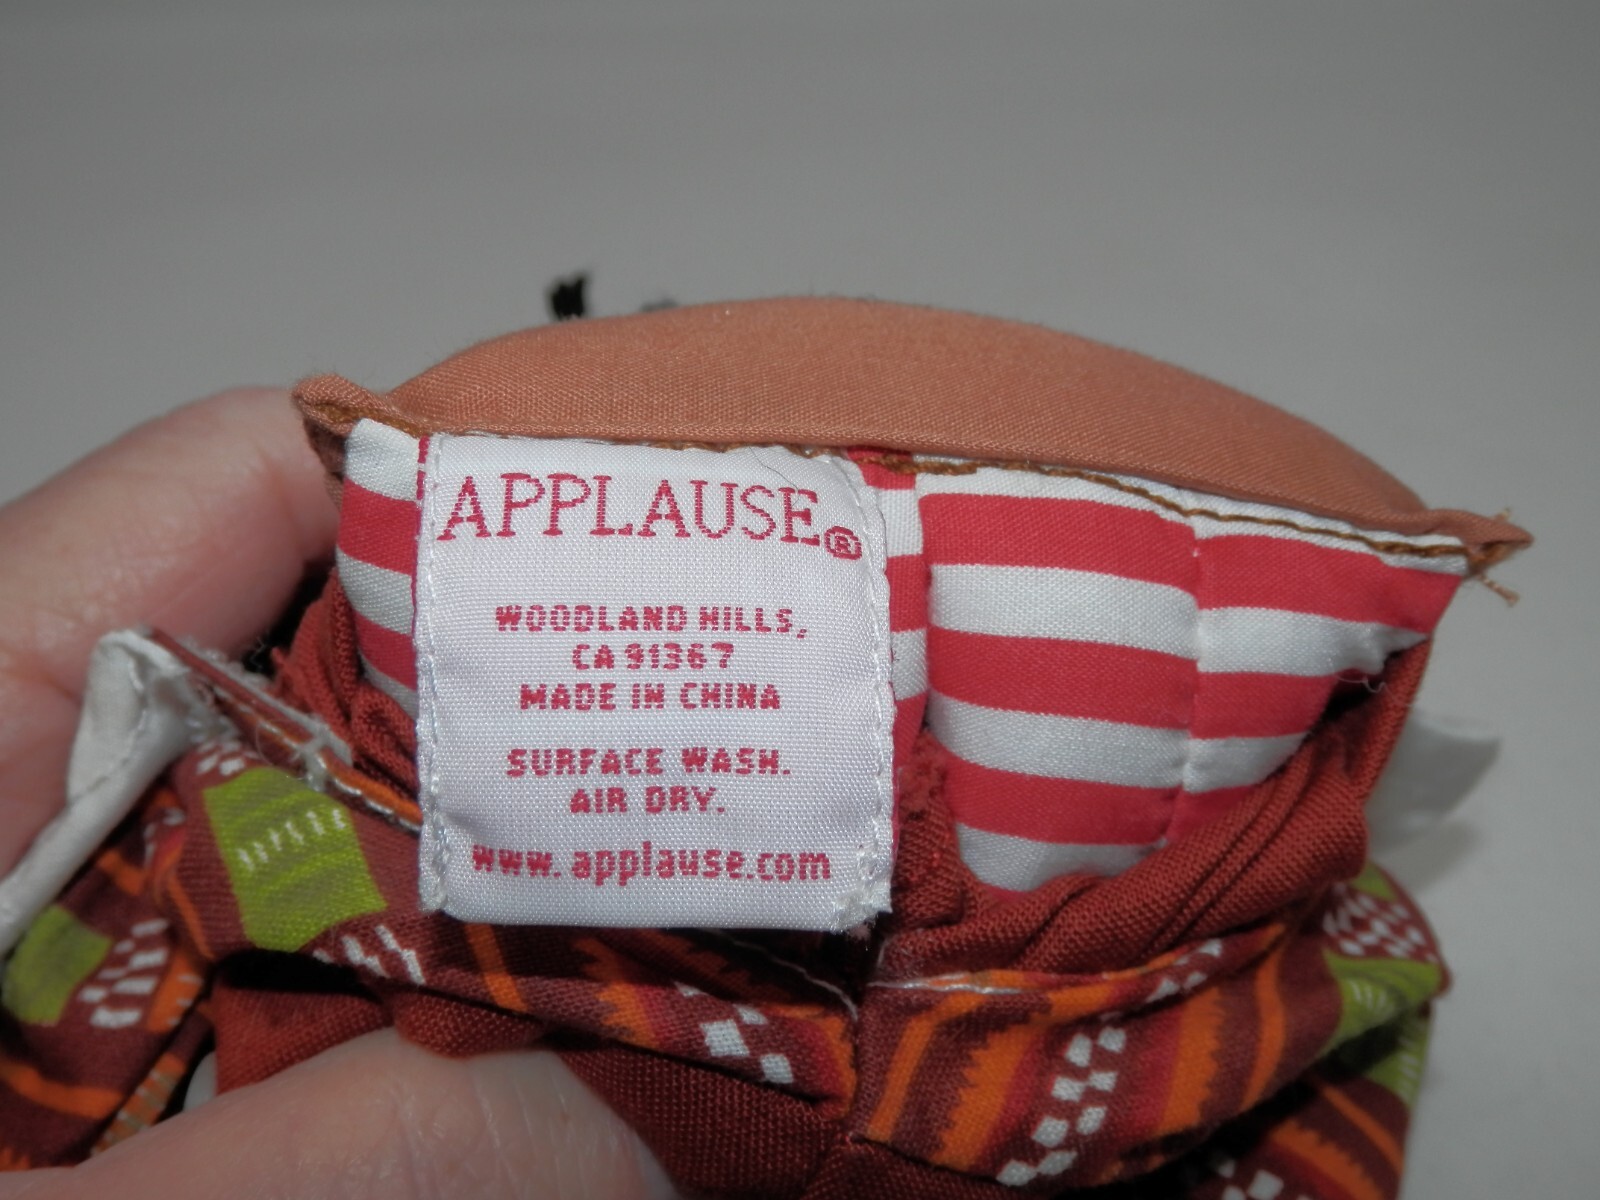 APPLAUSE®
WOODLAND HILLS,
CA 91367
MADE IN CHINA
SURFACE WASH.
AIR DRY.
www.applause.com